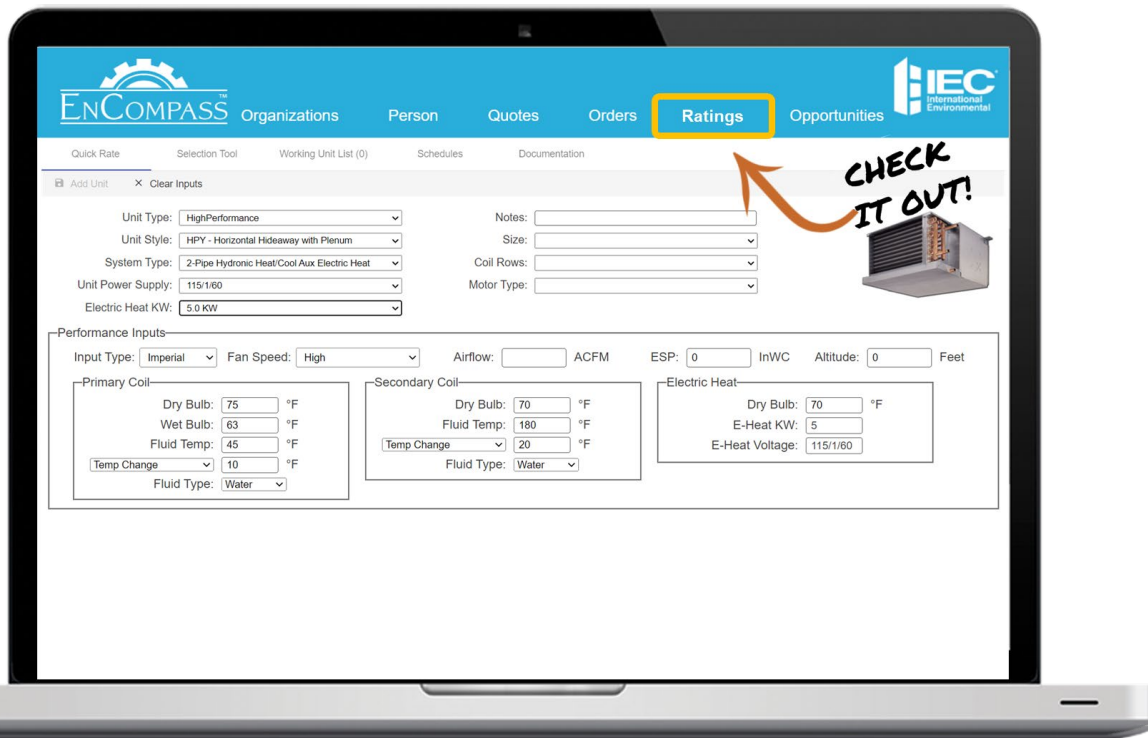 ENCOMPASS™
Organizations Person Quotes Orders Ratings Opportunities
IEC
International
Environmental
Quick Rate Selection Tool Working Unit List (0) Schedules Documentation
Add Unit × Clear Inputs
CHECK
IT OUT!
Unit Type: HighPerformance Notes:
Unit Style: HPY - Horizontal Hideaway with Plenum Size:
System Type: 2-Pipe Hydronic Heat/Cool Aux Electric Heat Coil Rows:
Unit Power Supply: 115/1/60 Motor Type:
Electric Heat KW: 5.0 KW
Performance Inputs
Input Type: Imperial Fan Speed: High Airflow: ACFM ESP: 0 InWC Altitude: 0 Feet
Primary Coil
Dry Bulb: 75 °F
Wet Bulb: 63 °F
Fluid Temp: 45 °F
Temp Change 10 °F
Fluid Type: Water
Secondary Coil
Dry Bulb: 70 °F
Fluid Temp: 180 °F
Temp Change 20 °F
Fluid Type: Water
Electric Heat
Dry Bulb: 70 °F
E-Heat KW: 5
E-Heat Voltage: 115/1/60